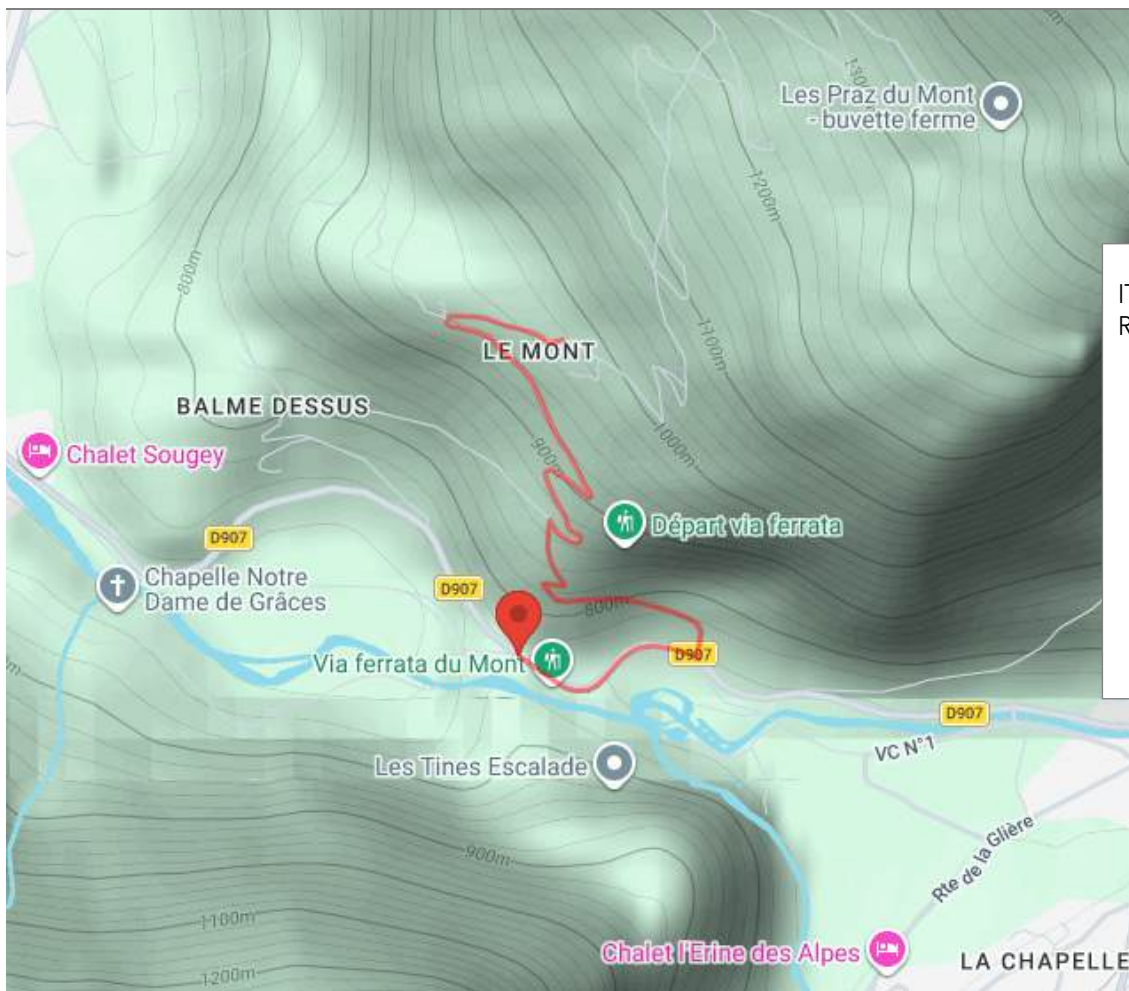 130
Les Praz du Mont
- buvette ferme
1200m
800m
1100m
LE MONT
BALME DESSUS
900m
1000m
Chalet Sougey
Départ via ferrata
D907
D907
Chapelle Notre
Dame de Grâces
800m
Via ferrata du Mont
D907
D907
VC N°1
Les Tines Escalade
Rte de la Glière
900m
1100m
1200m
Chalet l'Erine des Alpes
LA CHAPELLE